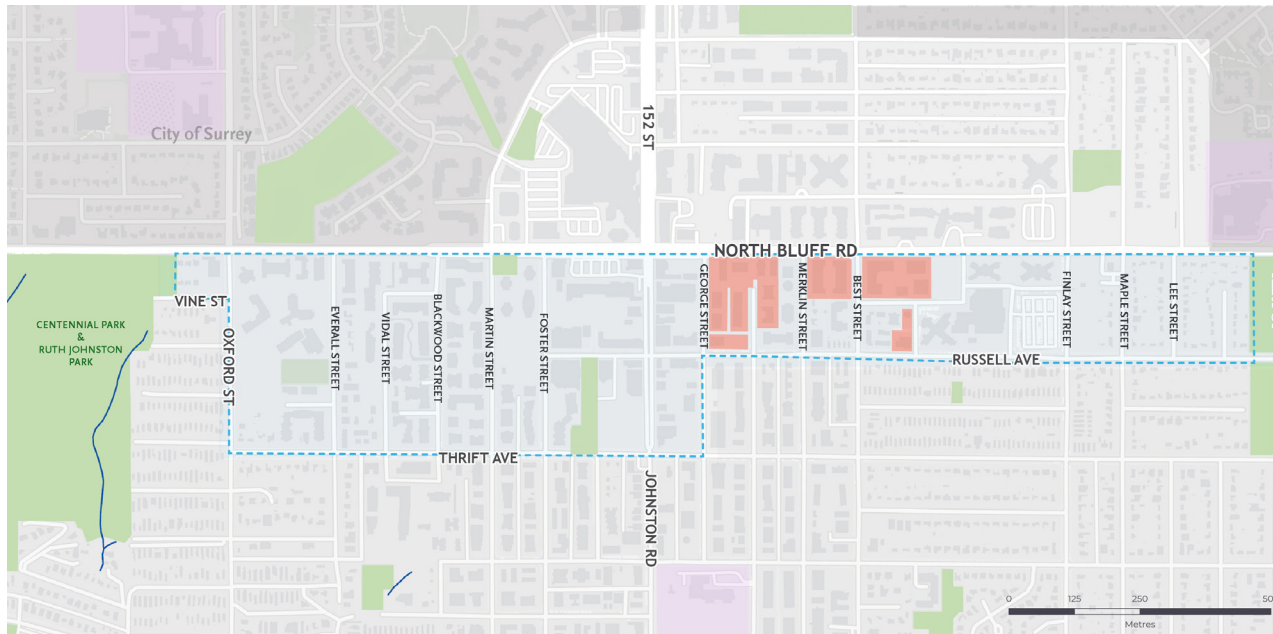 City of Surrey
152 ST
NORTH BLUFF RD
VINE ST
OXFORD ST
CENTENNIAL PARK
&
RUTH JOHNSTON
PARK
EVERALL STREET
VIDAL STREET
BLACKWOOD STREET
MARTIN STREET
FOSTER STREET
GEORGE STREET
MERKLIN STREET
BEST STREET
FINLAY STREET
MAPLE STREET
LEE STREET
RUSSELL AVE
THRIFT AVE
JOHNSTON RD
0 125 250 50
Metres